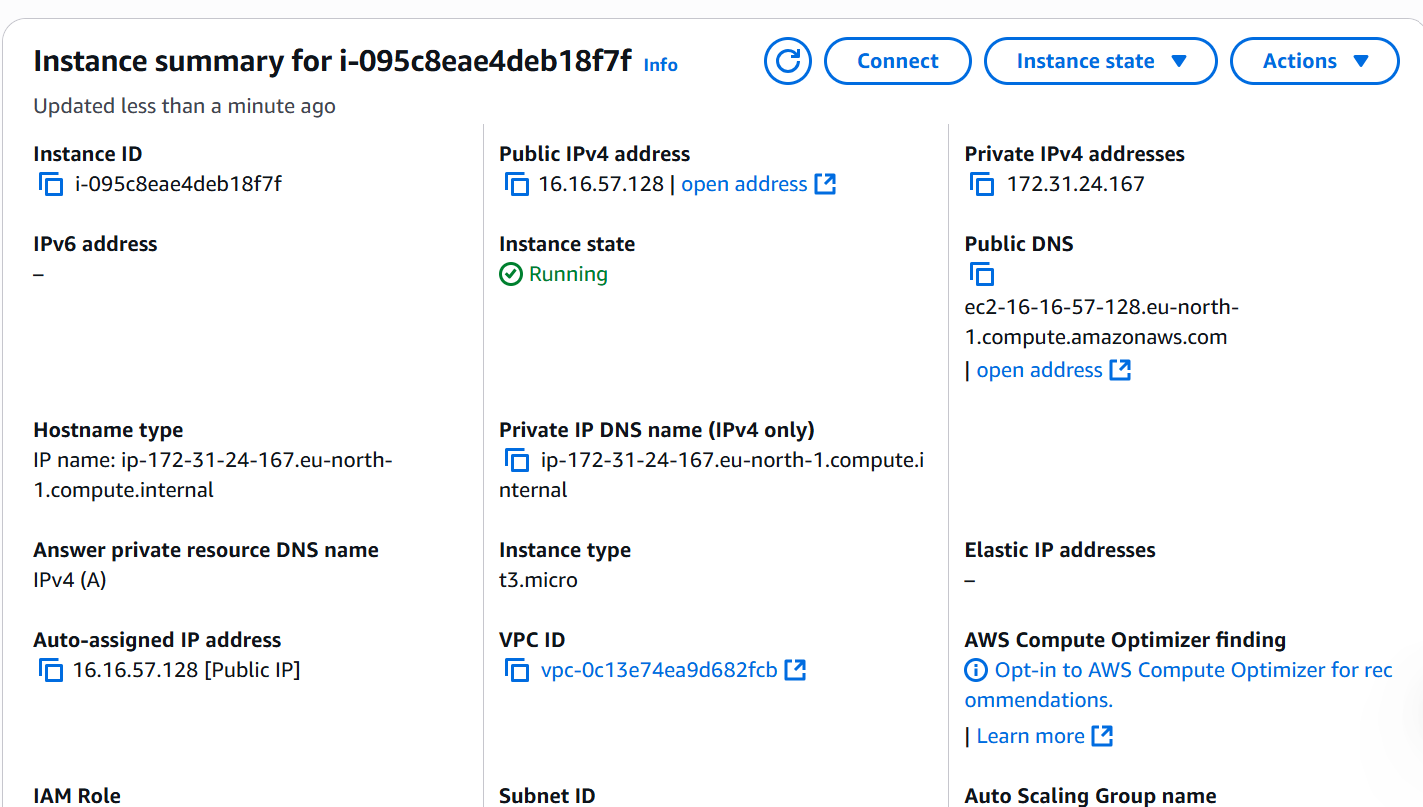 Instance summary for i-095c8eae4deb18f7f Info
Connect
Instance state
Actions
Updated less than a minute ago
Instance ID
i-095c8eae4deb18f7f
Public IPv4 address
16.16.57.128 | open address
Private IPv4 addresses
172.31.24.167
IPv6 address
–
Instance state
Running
Public DNS
ec2-16-16-57-128.eu-north-
1.compute.amazonaws.com
| open address
Hostname type
IP name: ip-172-31-24-167.eu-north-
1.compute.internal
Private IP DNS name (IPv4 only)
ip-172-31-24-167.eu-north-1.compute.i
nternal
Answer private resource DNS name
IPv4 (A)
Instance type
t3.micro
Elastic IP addresses
–
Auto-assigned IP address
16.16.57.128 [Public IP]
VPC ID
vpc-0c13e74ea9d682fcb
AWS Compute Optimizer finding
Opt-in to AWS Compute Optimizer for rec
ommendations.
| Learn more
IAM Role
Subnet ID
Auto Scaling Group name